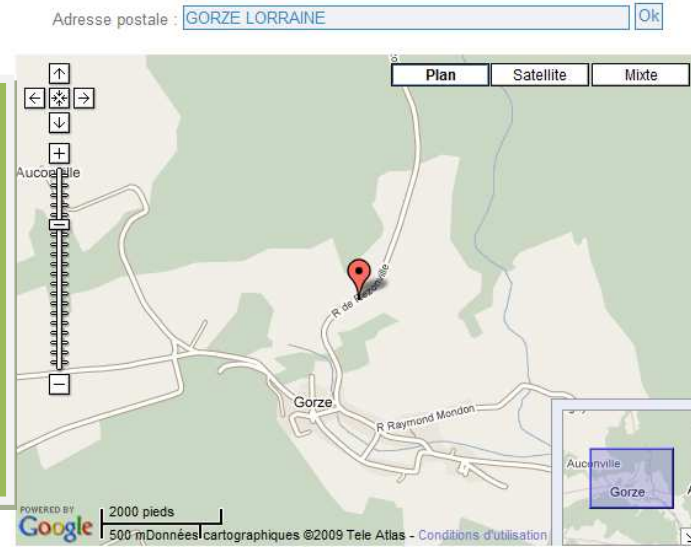 Adresse postale : GORZE LORRAINE Ok
Plan Satellite Mixte
Auconville
R de Rezonville
Gorze
R Raymond Mondon
Auconville
Gorze
POWERED BY
Google
2000 pieds
500 m
Données cartographiques ©2009 Tele Atlas - Conditions d'utilisation